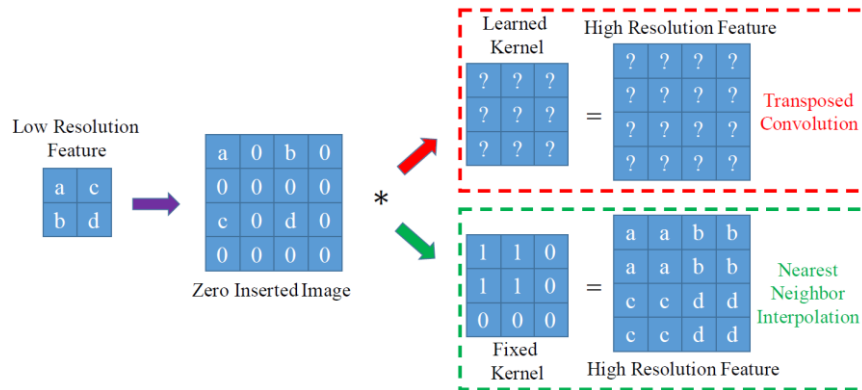 Low Resolution
Feature
a c
b d
a 0 b 0
0 0 0 0
c 0 d 0
0 0 0 0
Zero Inserted Image
*
Learned
Kernel
? ? ?
? ? ?
? ? ?
=
High Resolution Feature
? ? ? ?
? ? ? ?
? ? ? ?
? ? ? ?
Transposed
Convolution
1 1 0
1 1 0
0 0 0
Fixed
Kernel
=
a a b b
a a b b
c c d d
c c d d
High Resolution Feature
Nearest
Neighbor
Interpolation